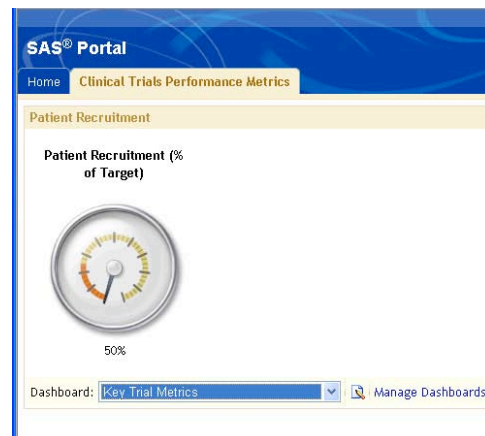 SAS® Portal
Home
Clinical Trials Performance Metrics
Patient Recruitment
Patient Recruitment (%
of Target)
50%
Dashboard: Key Trial Metrics Manage Dashboards